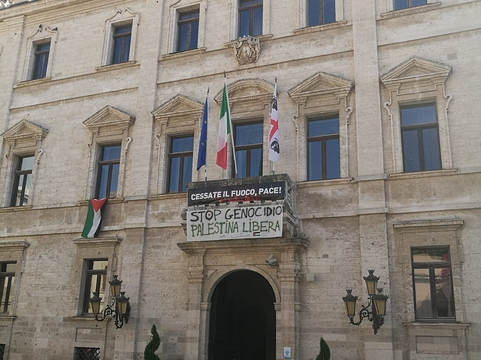 CESSATE IL FUOCO, PACE!
STOP GENOCIDIO
PALESTINA LIBERA